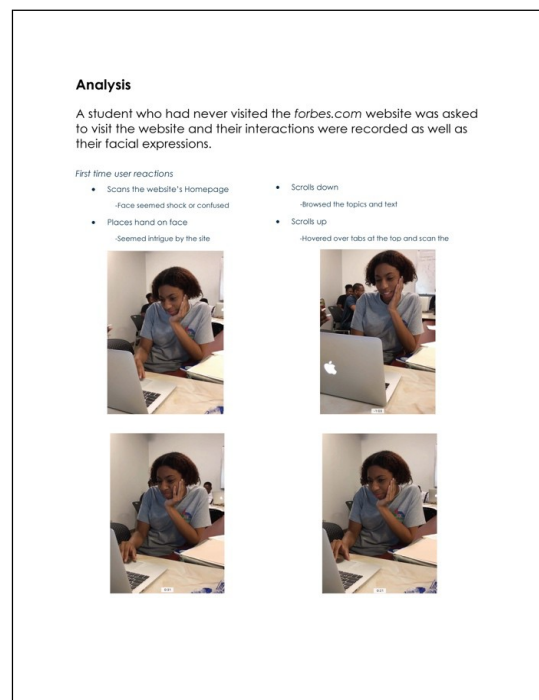 Analysis
A student who had never visited the forbes.com website was asked
to visit the website and their interactions were recorded as well as
their facial expressions.
First time user reactions
• Scans the website's Homepage
-Face seemed shock or confused
• Places hand on face
-Seemed intrigue by the site
• Scrolls down
-Browsed the topics and text
• Scrolls up
-Hovered over tabs at the top and scan the